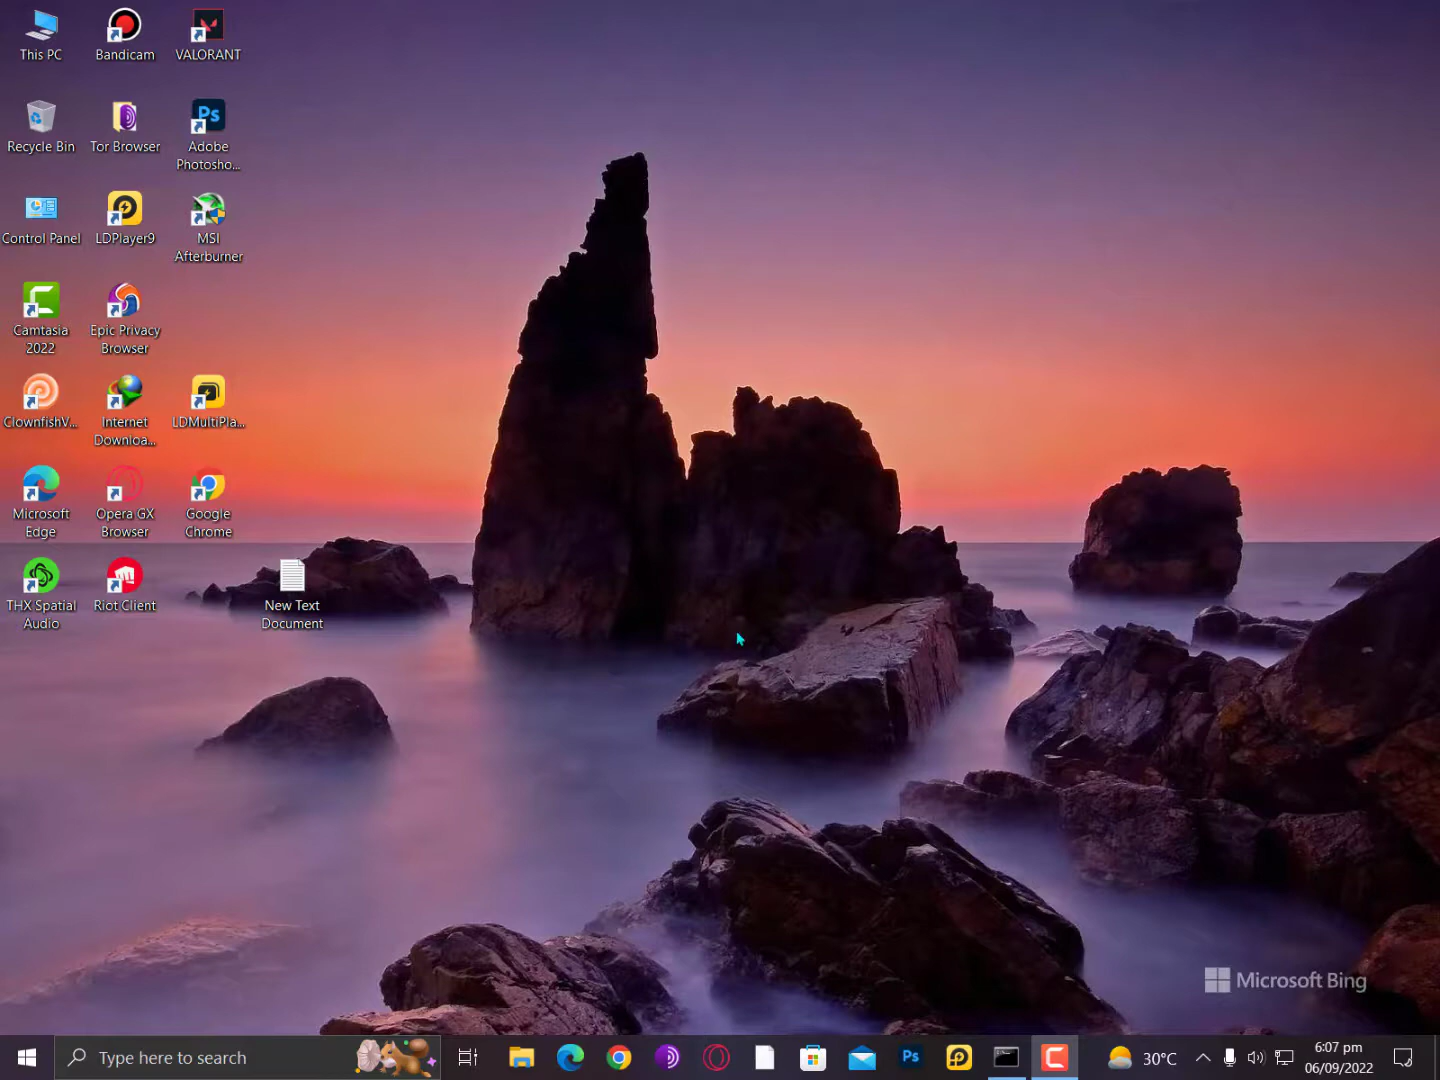 This PC
Bandicam
VALORANT
Recycle Bin
Tor Browser
Adobe
Photosho...
Control Panel
LDPlayer9
MSI
Afterburner
Camtasia
2022
Epic Privacy
Browser
ClownfishV...
Internet
Downloa...
LDMultiPla...
Microsoft
Edge
Opera GX
Browser
Google
Chrome
THX Spatial
Audio
Riot Client
New Text
Document
Ps
Microsoft Bing
Type here to search
Ps
30°C
6:07 pm
06/09/2022